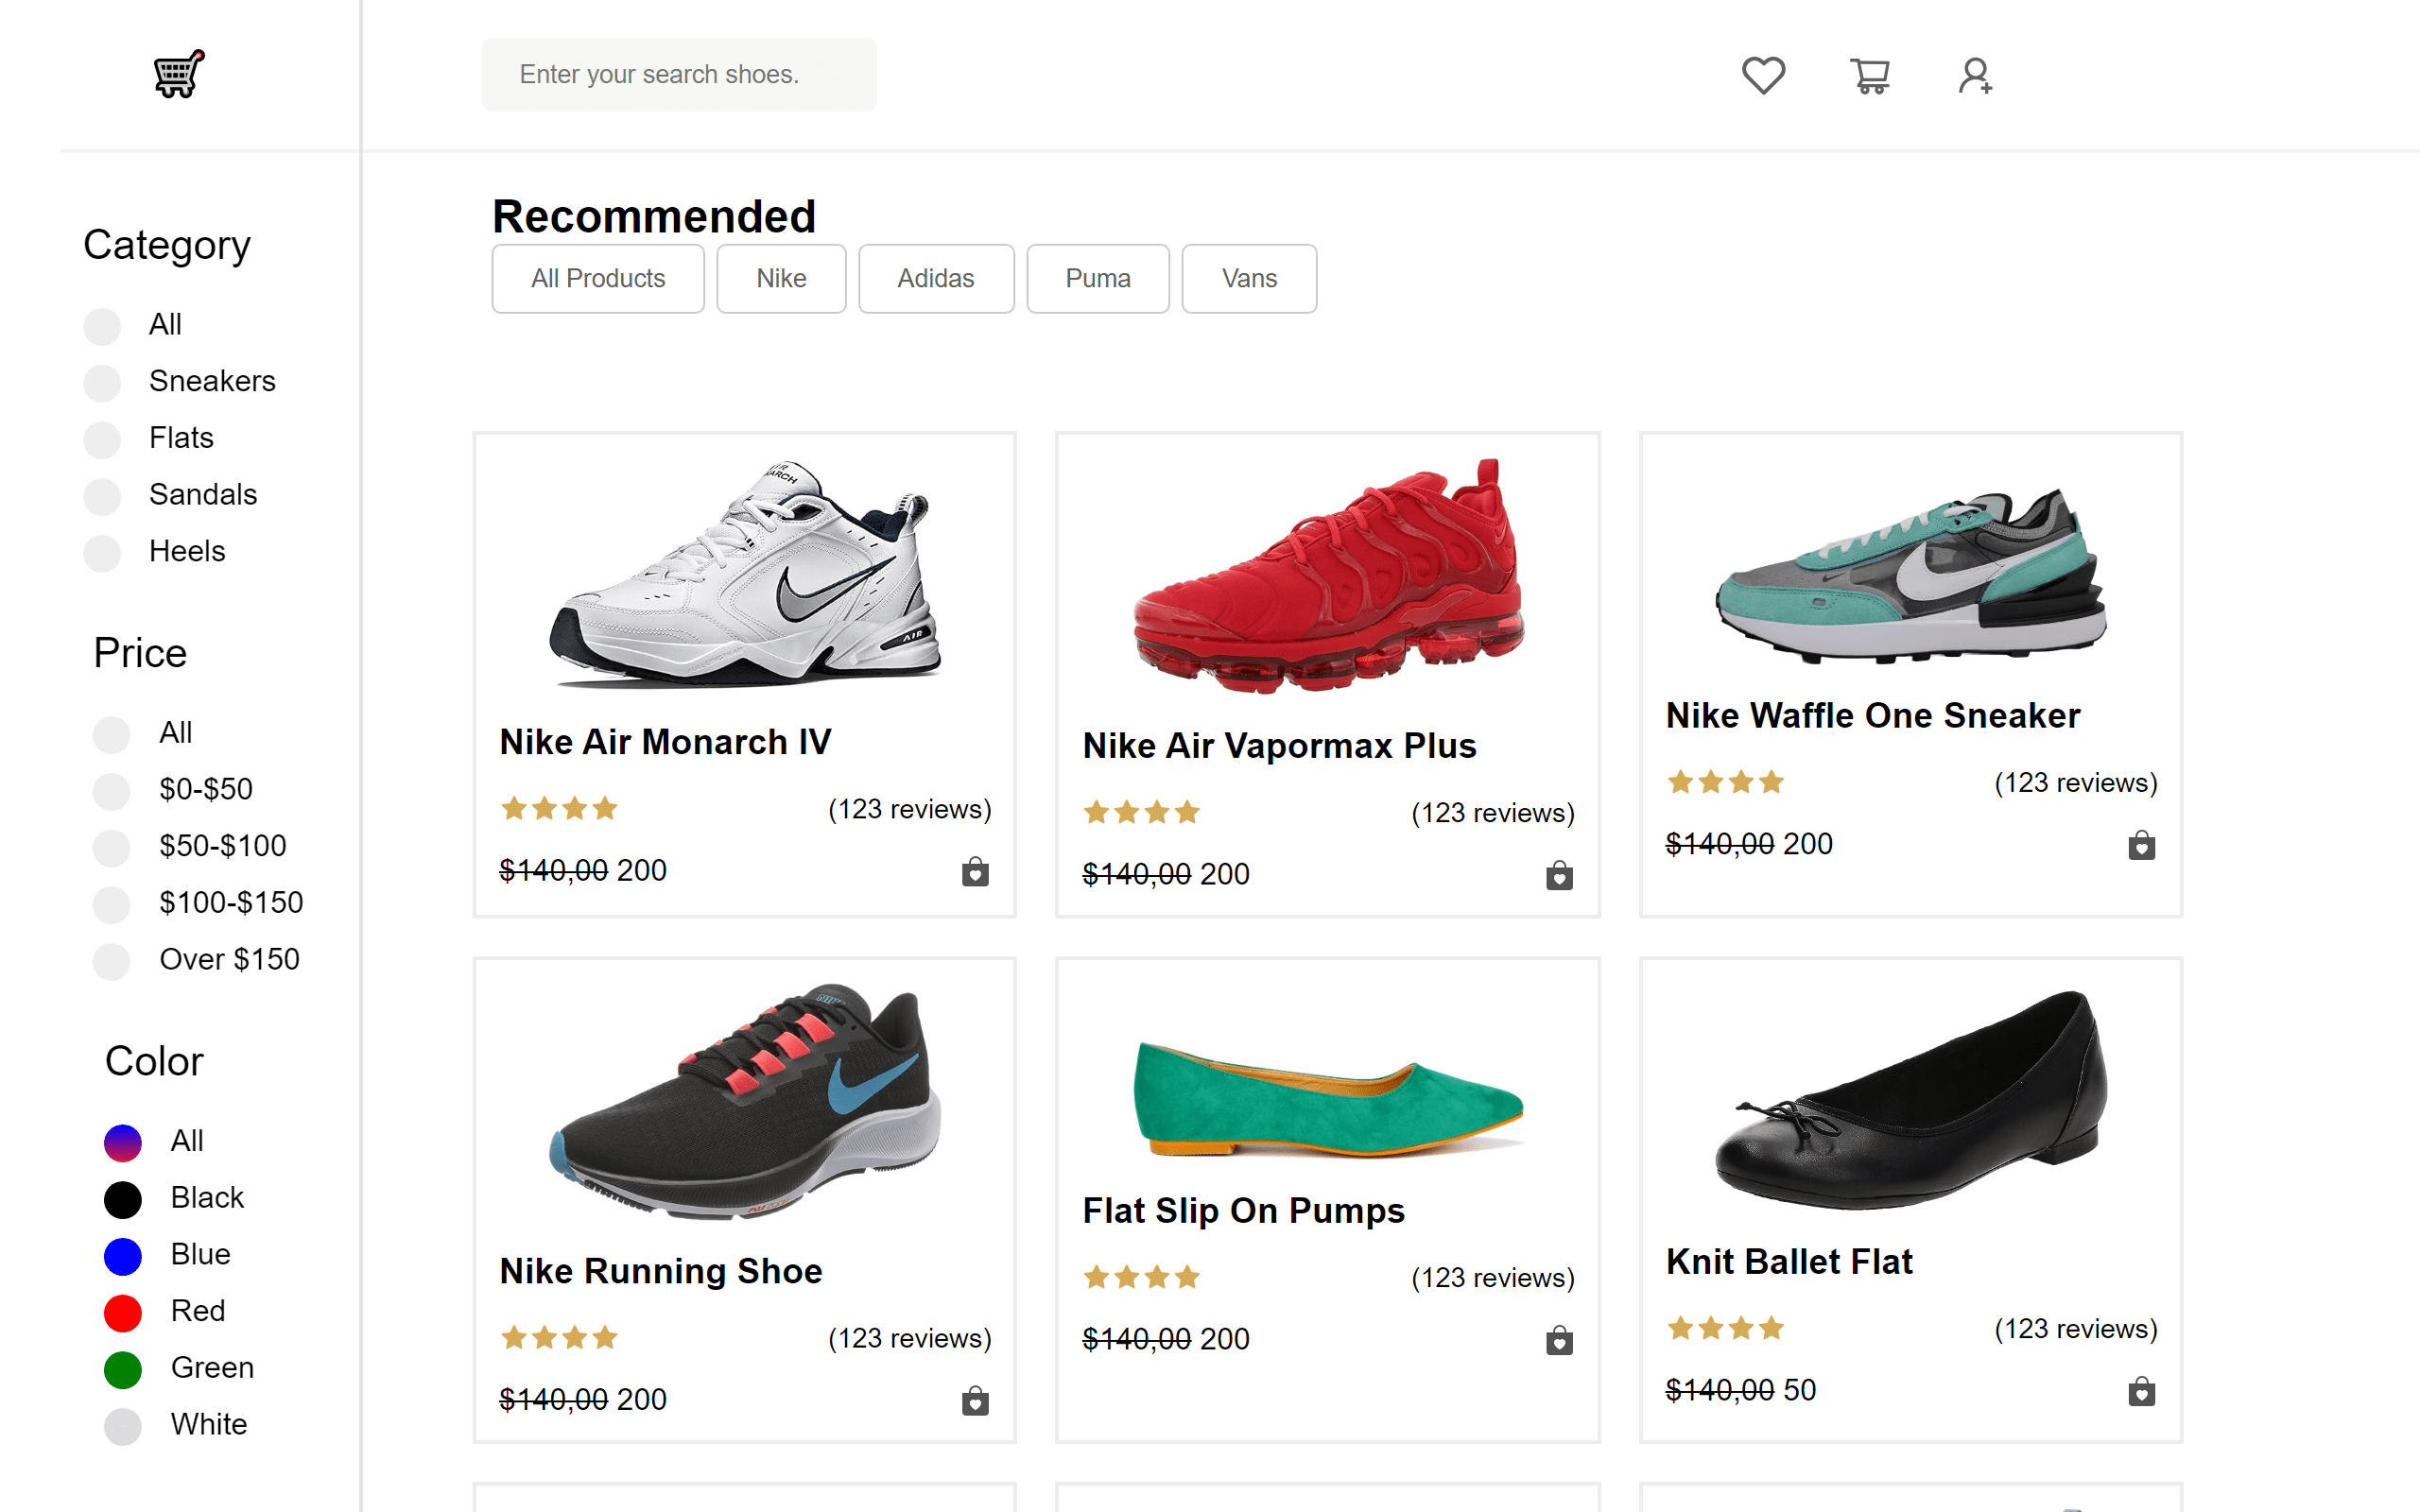 Enter your search shoes.
Category
All
Sneakers
Flats
Sandals
Heels
Price
All
$0-$50
$50-$100
$100-$150
Over $150
Color
All
Black
Blue
Red
Green
White
Recommended
All Products
Nike
Adidas
Puma
Vans
AIR
Nike Air Monarch IV
(123 reviews)
$140,00 200
Nike Air Vapormax Plus
(123 reviews)
$140,00 200
Nike Waffle One Sneaker
(123 reviews)
$140,00 200
Nike Running Shoe
(123 reviews)
$140,00 200
Flat Slip On Pumps
(123 reviews)
$140,00 200
Knit Ballet Flat
(123 reviews)
$140,00 50